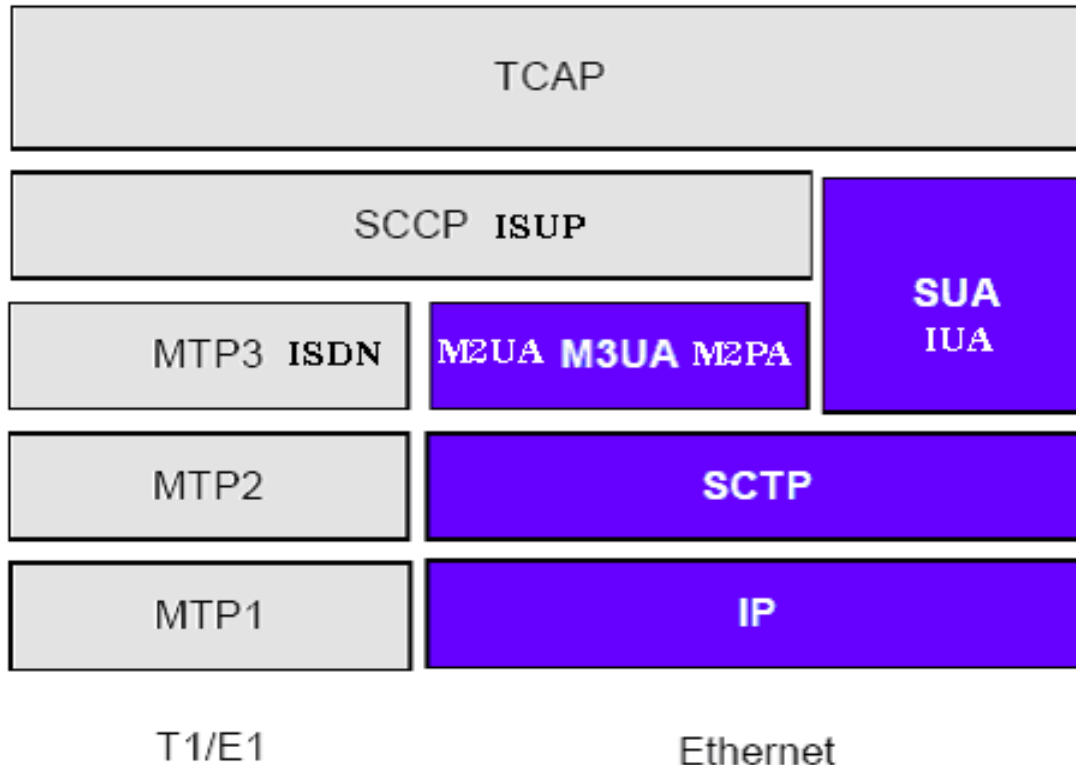 TCAP
SCCP ISUP
SUA
IUA
MTP3 ISDN
M2UA M3UA M2PA
MTP2
SCTP
MTP1
IP
T1/E1
Ethernet